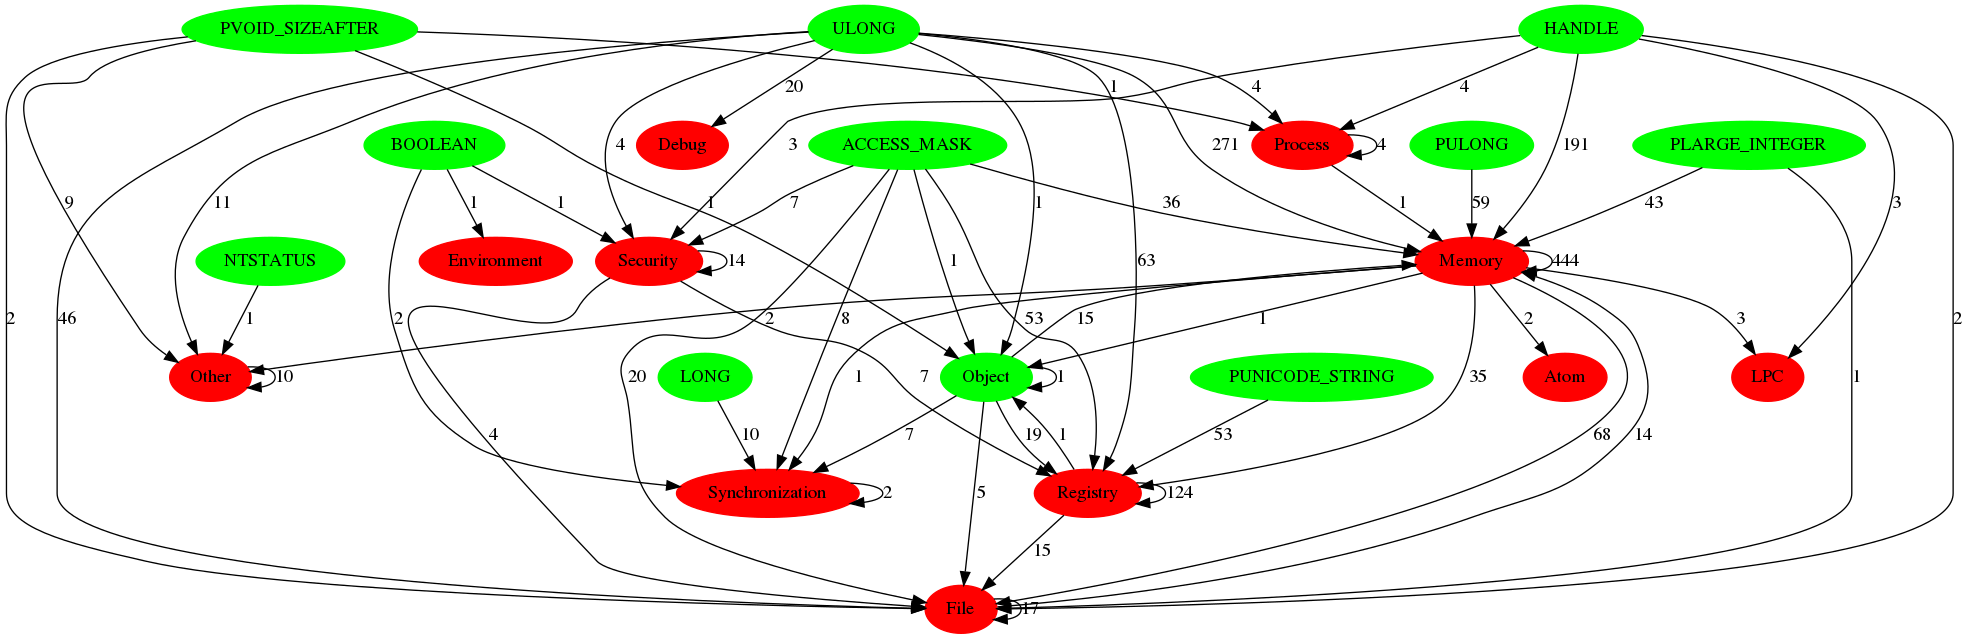 PVOID_SIZEAFTER ULONG HANDLE
20 1 4 4
BOOLEAN Debug 4 3 ACCESS_MASK 271 Process 4 PULONG 191 PLARGE_INTEGER
9 11 1 1 7 1 1 36 1 59 43 3
NTSTATUS Environment Security 14 1 63 Memory 444
2 46 1 2 2 8 53 15 1 2 3 2
Other 10 LONG 1 Object 1 7 PUNICODE_STRING 35 Atom LPC 1
20
4 10 7 19 1 53 68 14
Synchronization 2 5 Registry 124
15
File 17